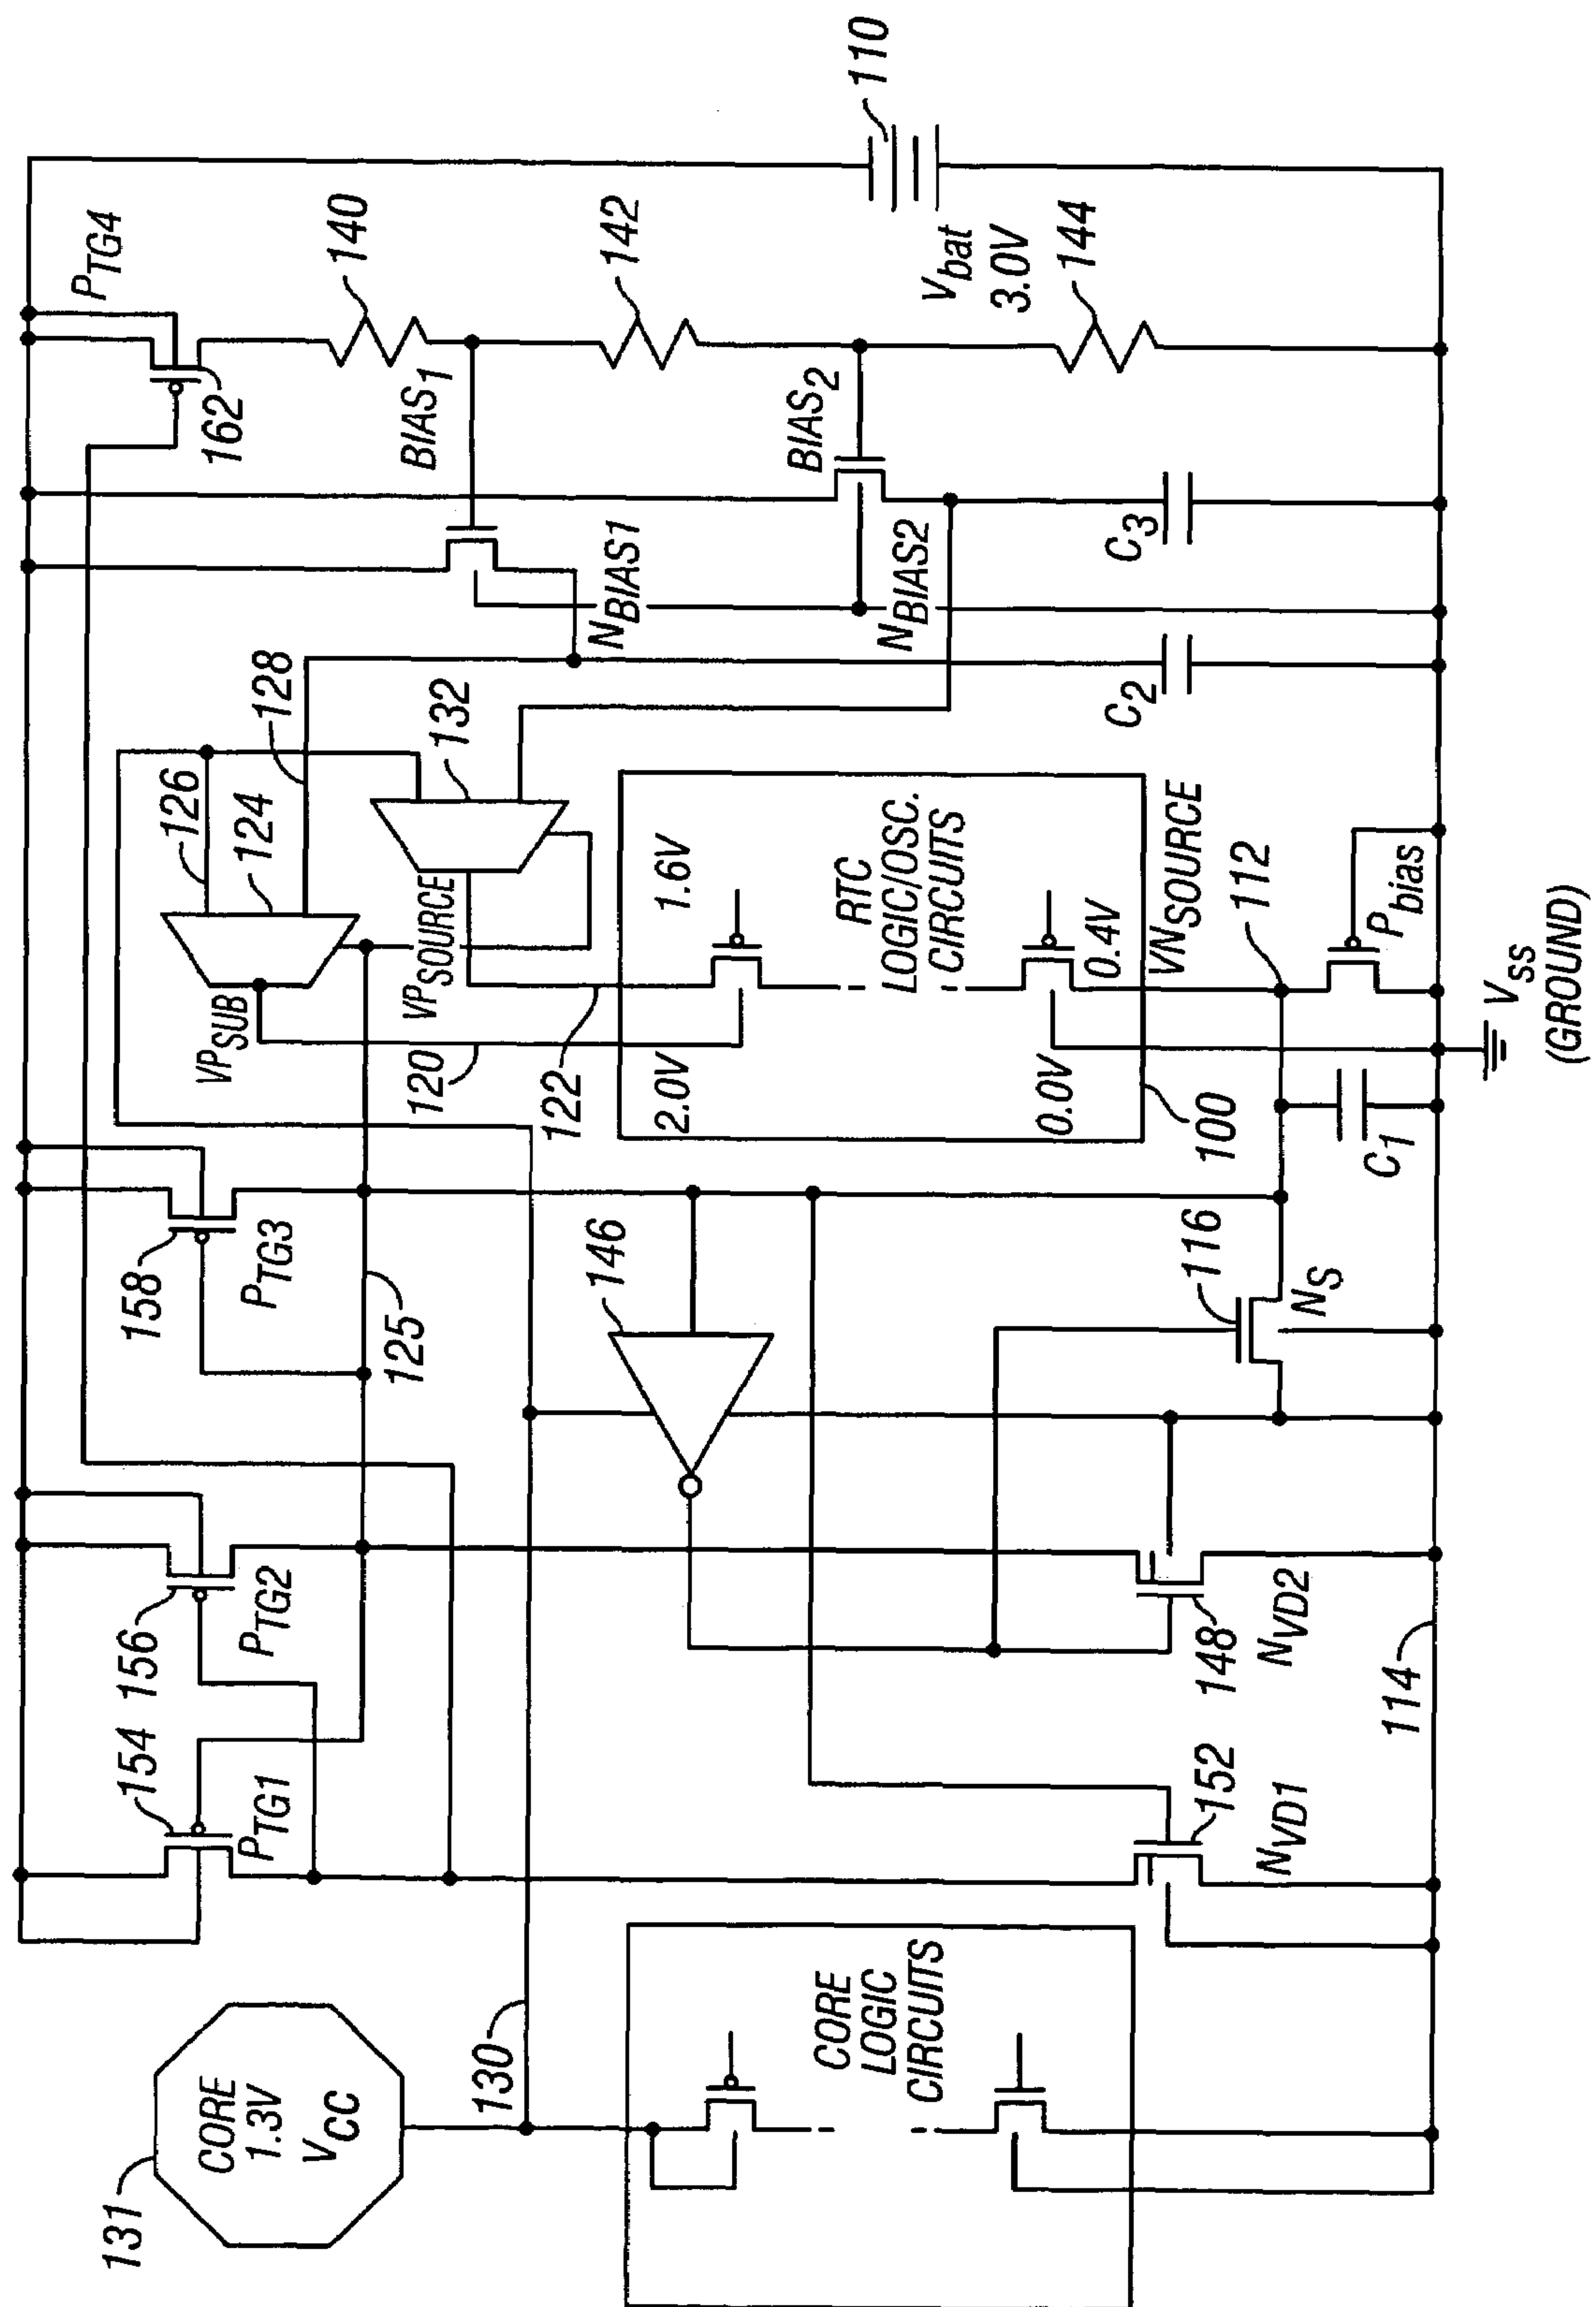 131
CORE
1.3V
VCC
130
CORE
LOGIC
CIRCUITS
154
PTG1
156
PTG2
158
PTG3
125
152
NVD1
148
NVD2
114
146
116
NS
C1
VPSUB
120
122
VPSOURCE
126
124
128
132
2.0V
1.6V
RTC
LOGIC/OSC.
CIRCUITS
0.0V
0.4V
100
VNSOURCE
112
Pbias
VSS
(GROUND)
C2
C3
NBIAS1
NBIAS2
BIAS1
BIAS2
162
PTG4
140
142
144
Vbat
3.0V
110